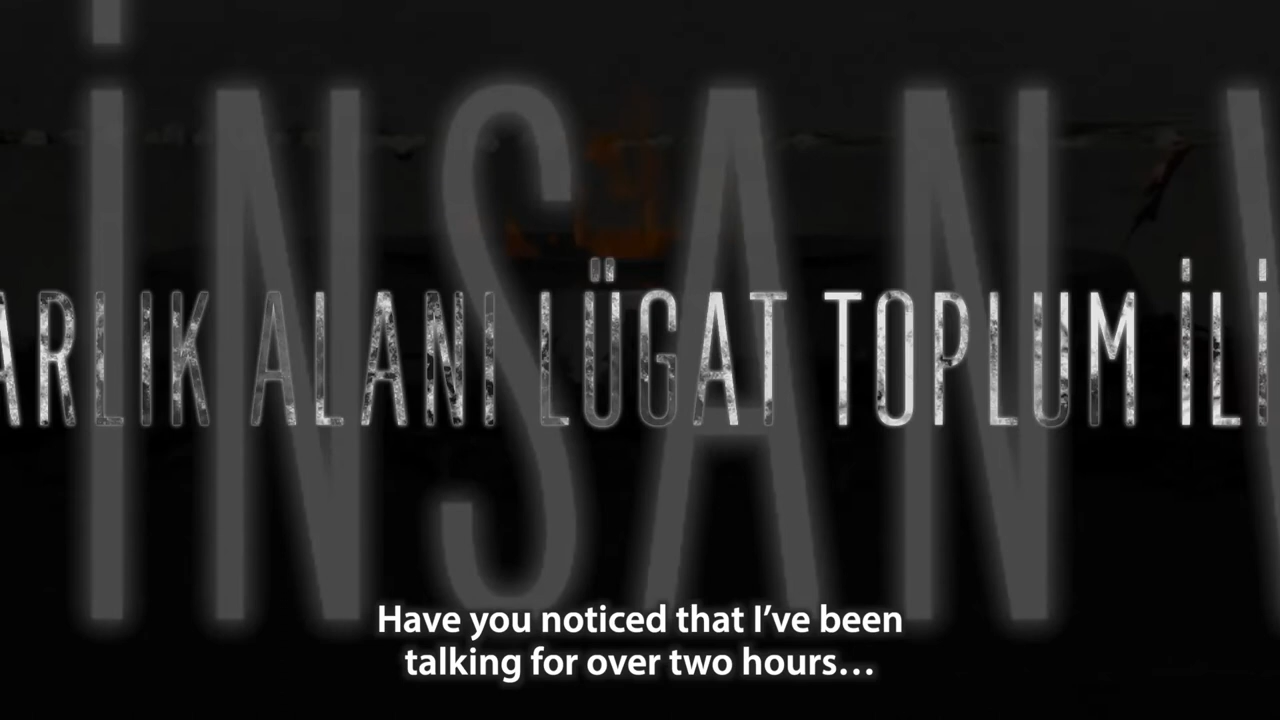 İNSAN V
ARLIK ALANI LÜGAT TOPLUM İLİ
Have you noticed that I’ve been
talking for over two hours…